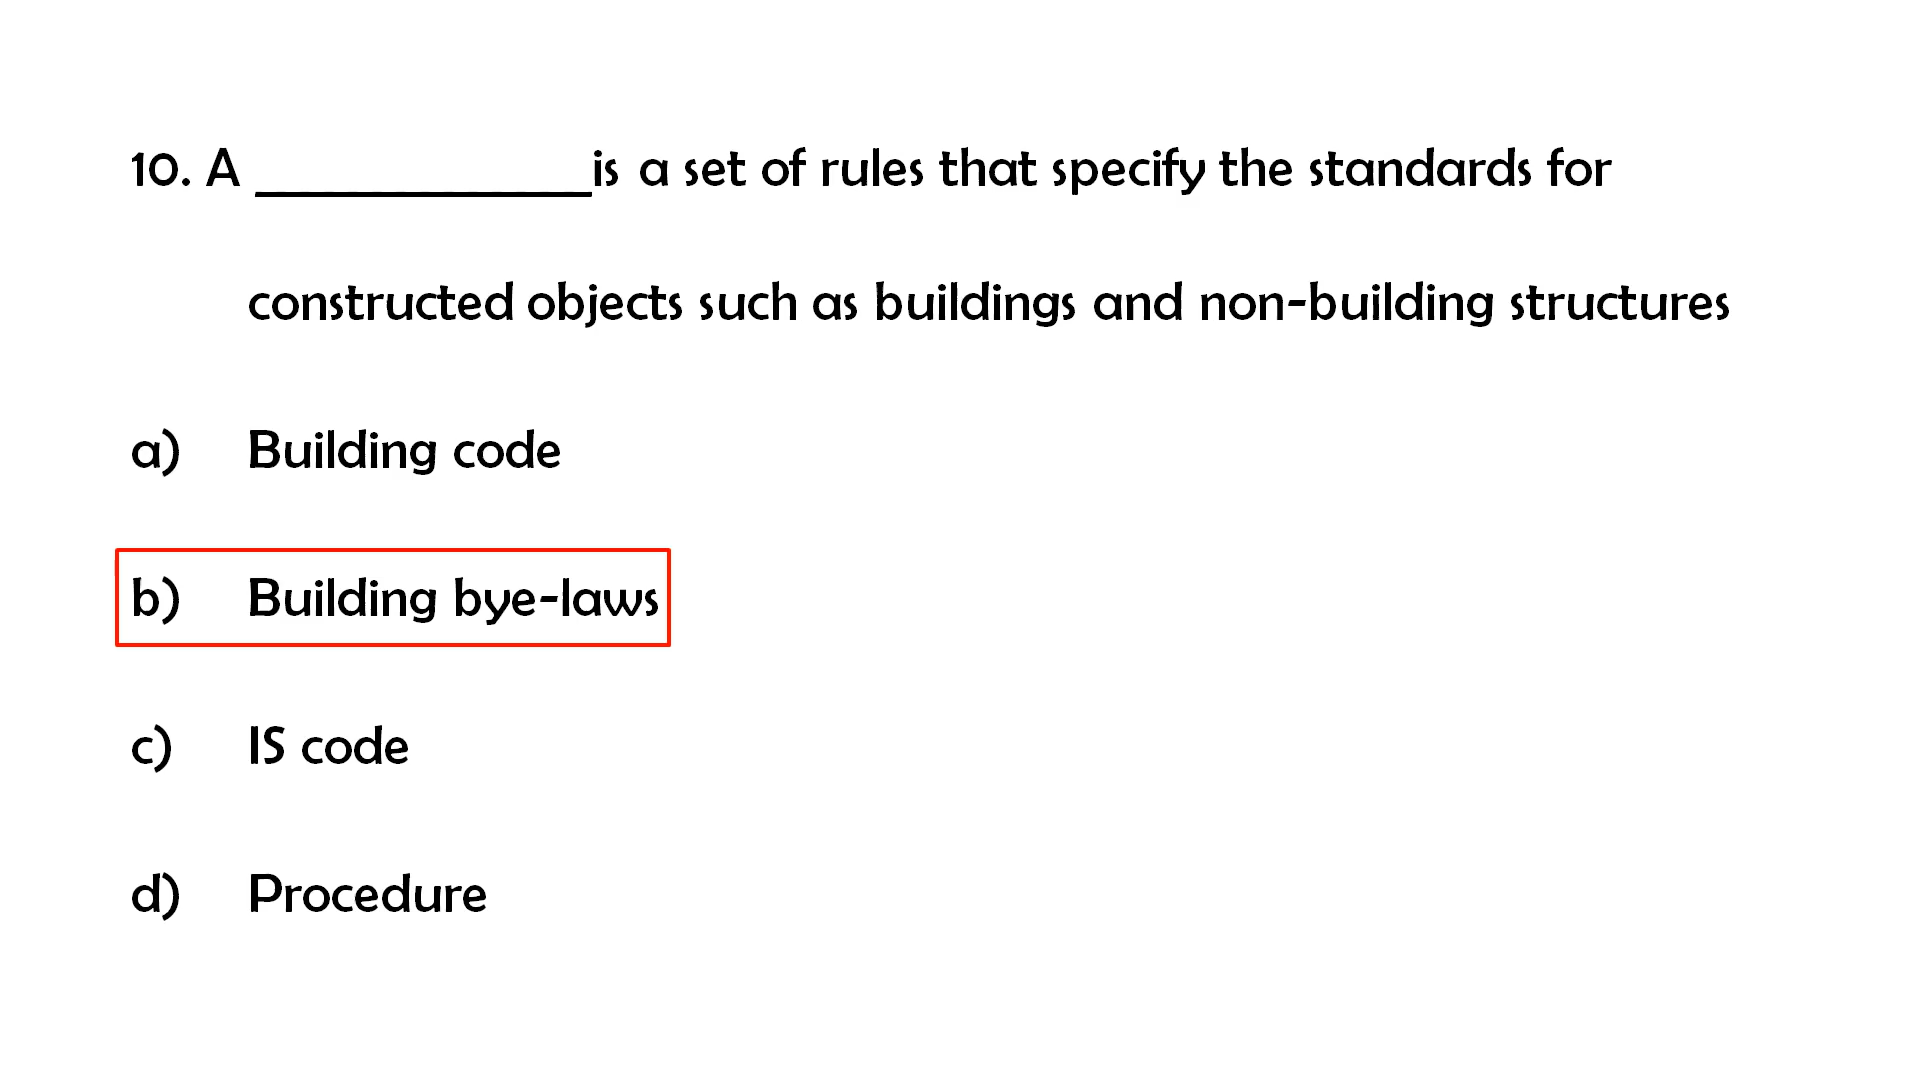 10. A _____________is a set of rules that specify the standards for
constructed objects such as buildings and non-building structures
a) Building code
b) Building bye-laws
c) IS code
d) Procedure